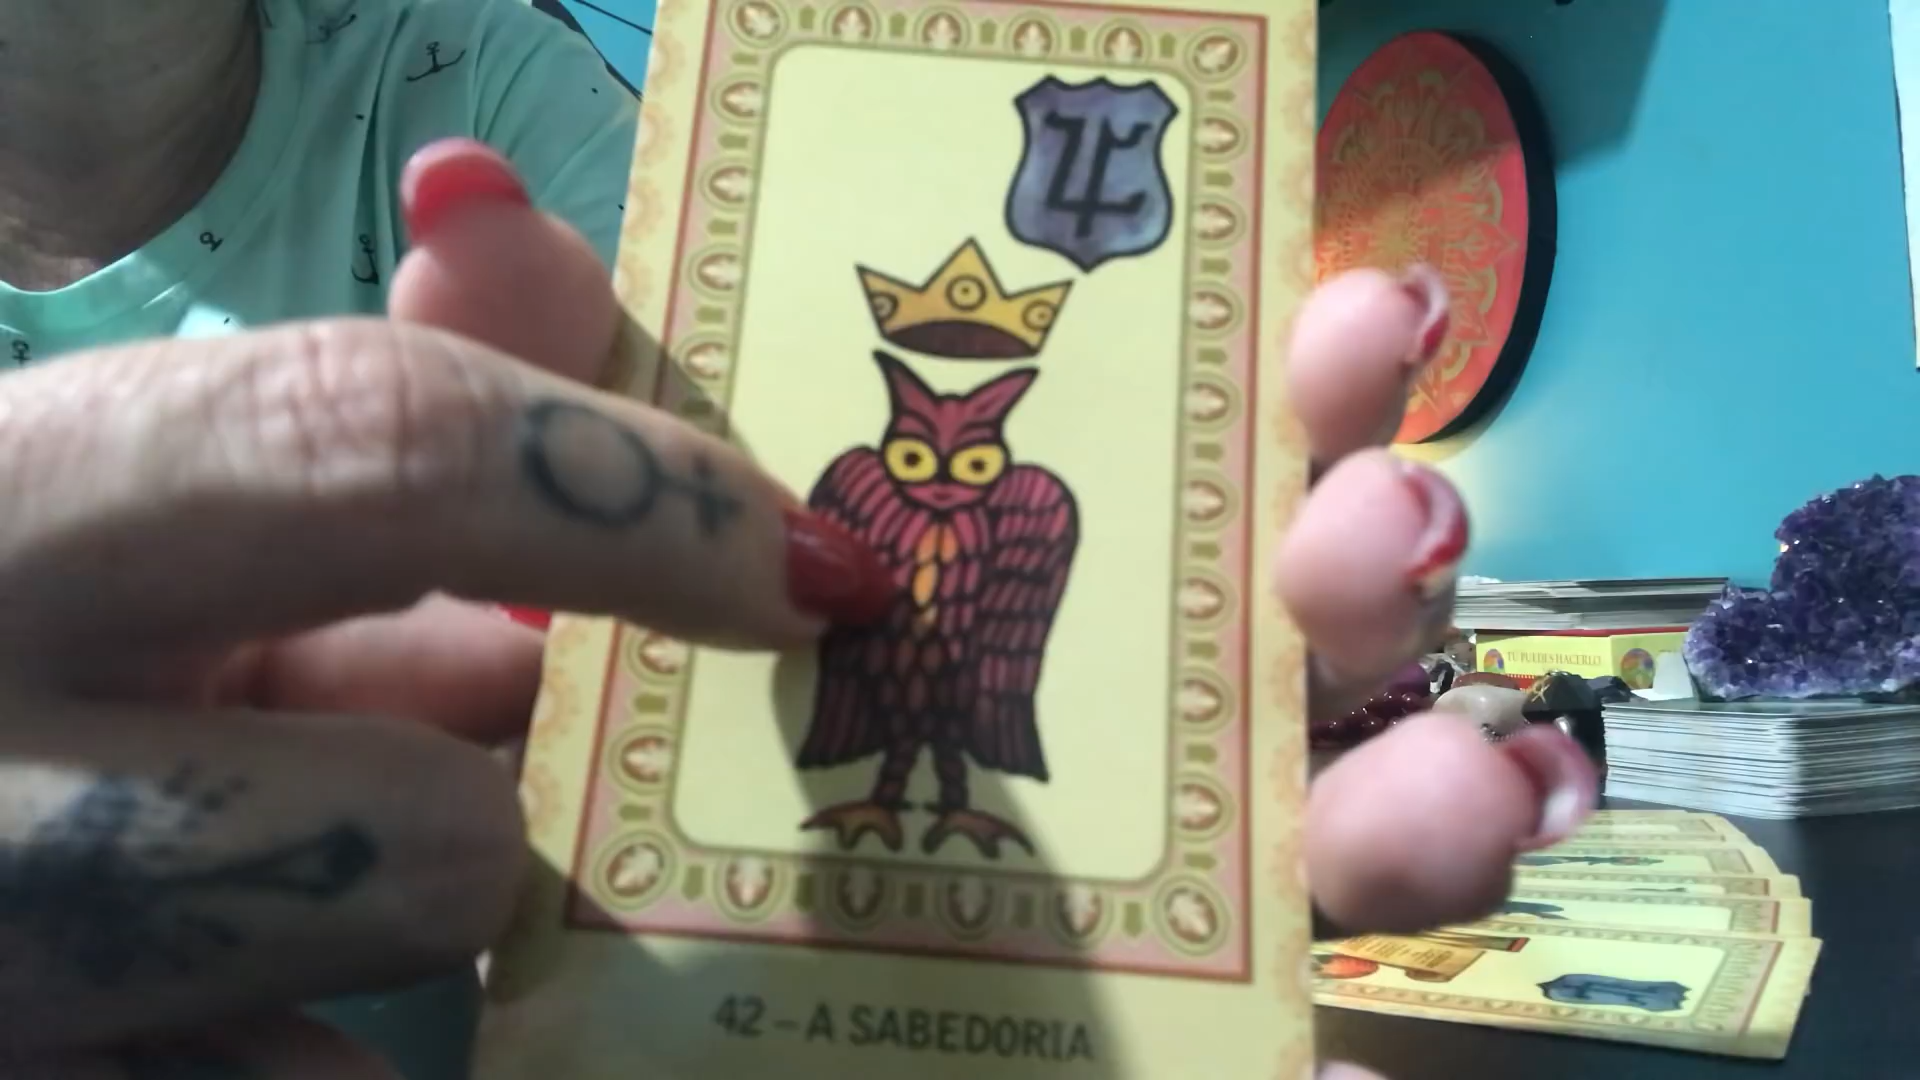 42 – A SABEDORIA
TÚ PUEDES HACERLO